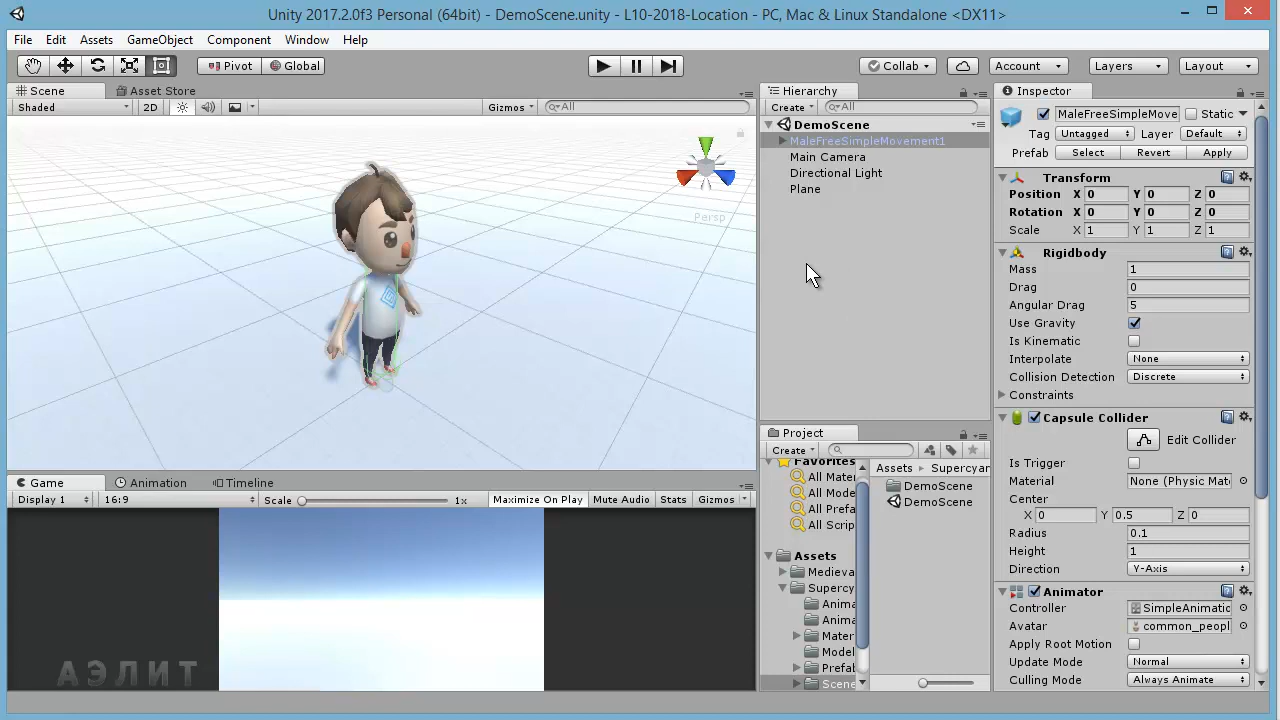 Unity 2017.2.0f3 Personal (64bit) - DemoScene.unity - L10-2018-Location - PC, Mac & Linux Standalone <DX11>
File Edit Assets GameObject Component Window Help
Pivot Global Collab Account Layers Layout
Scene Asset Store
Shaded 2D Gizmos All
Persp
Hierarchy
Create All
DemoScene
MaleFreeSimpleMovement1
Main Camera
Directional Light
Plane
Game Animation Timeline
Display 1 16:9 Scale 1x Maximize On Play Mute Audio Stats Gizmos
АЭЛИТ
Project
Create
Favorites
All Mater
All Mode
All Prefa
All Scrip
Assets
Medieva
Supercy
Anima
Anima
Mater
Model
Prefab
Scene
Assets Supercyan
DemoScene
DemoScene
Inspector
MaleFreeSimpleMove Static
Tag Untagged Layer Default
Prefab Select Revert Apply
Transform
Position X 0 Y 0 Z 0
Rotation X 0 Y 0 Z 0
Scale X 1 Y 1 Z 1
Rigidbody
Mass 1
Drag 0
Angular Drag 5
Use Gravity
Is Kinematic
Interpolate None
Collision Detection Discrete
Constraints
Capsule Collider
Edit Collider
Is Trigger
Material None (Physic Mat
Center
X 0 Y 0.5 Z 0
Radius 0.1
Height 1
Direction Y-Axis
Animator
Controller SimpleAnimatic
Avatar common_peopl
Apply Root Motion
Update Mode Normal
Culling Mode Always Animate